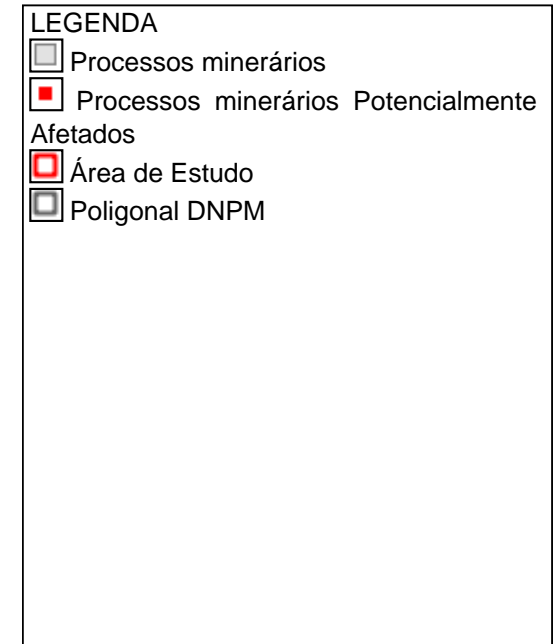 LEGENDA
Processos minerários
Processos minerários Potencialmente
Afetados
Área de Estudo
Poligonal DNPM